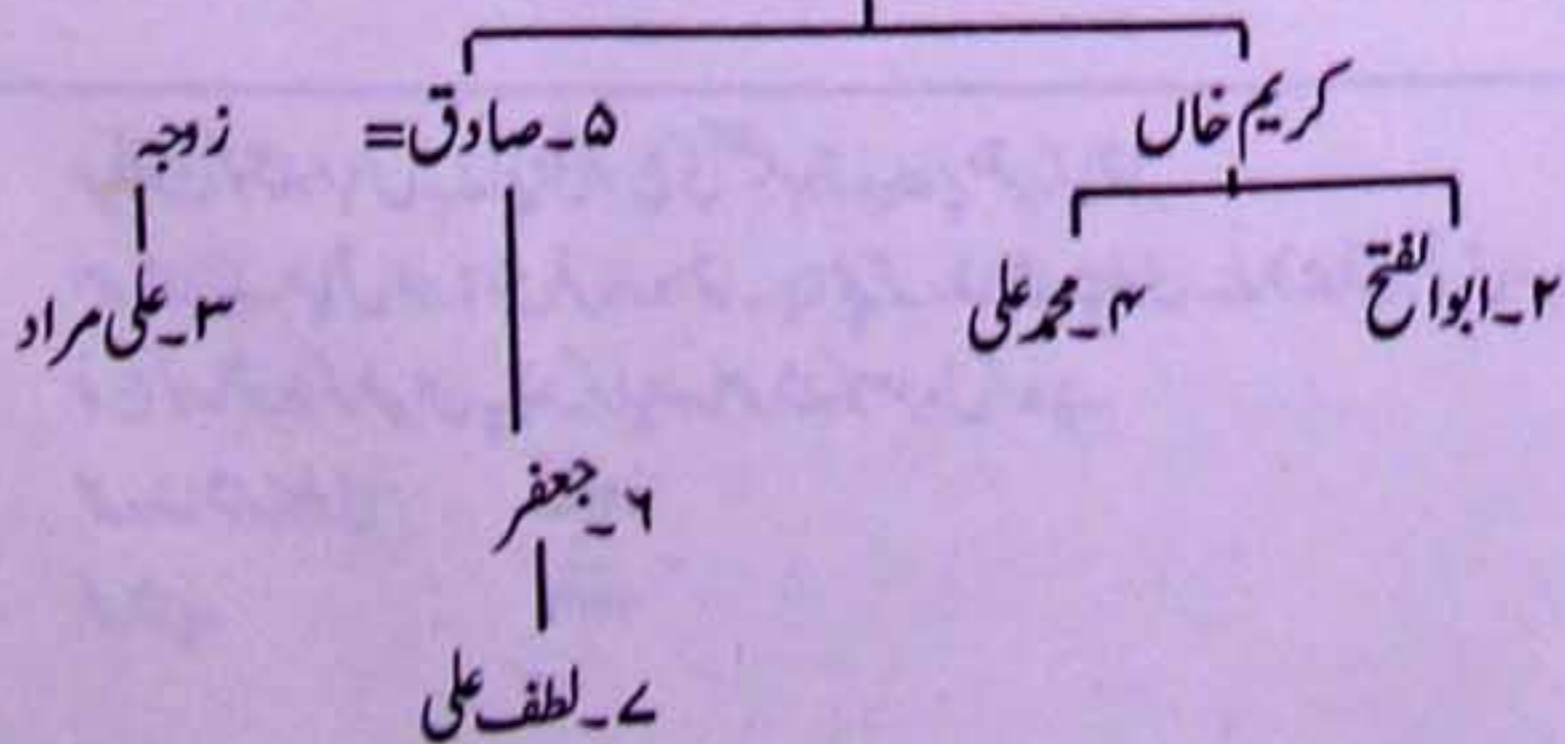 کریم خاں
۵۔صادق= زوجہ
۲۔ابوالفتح ۴۔محمد علی ۳۔علی مراد
۶۔جعفر
۷۔لطف علی